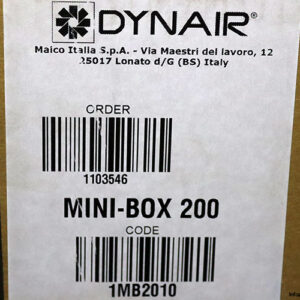 DYNAIR®
Maico Italia S.p.A. - Via Maestri del lavoro, 12
25017 Lonato d/G (BS) Italy
ORDER
1103546
MINI-BOX 200
CODE
1MB2010